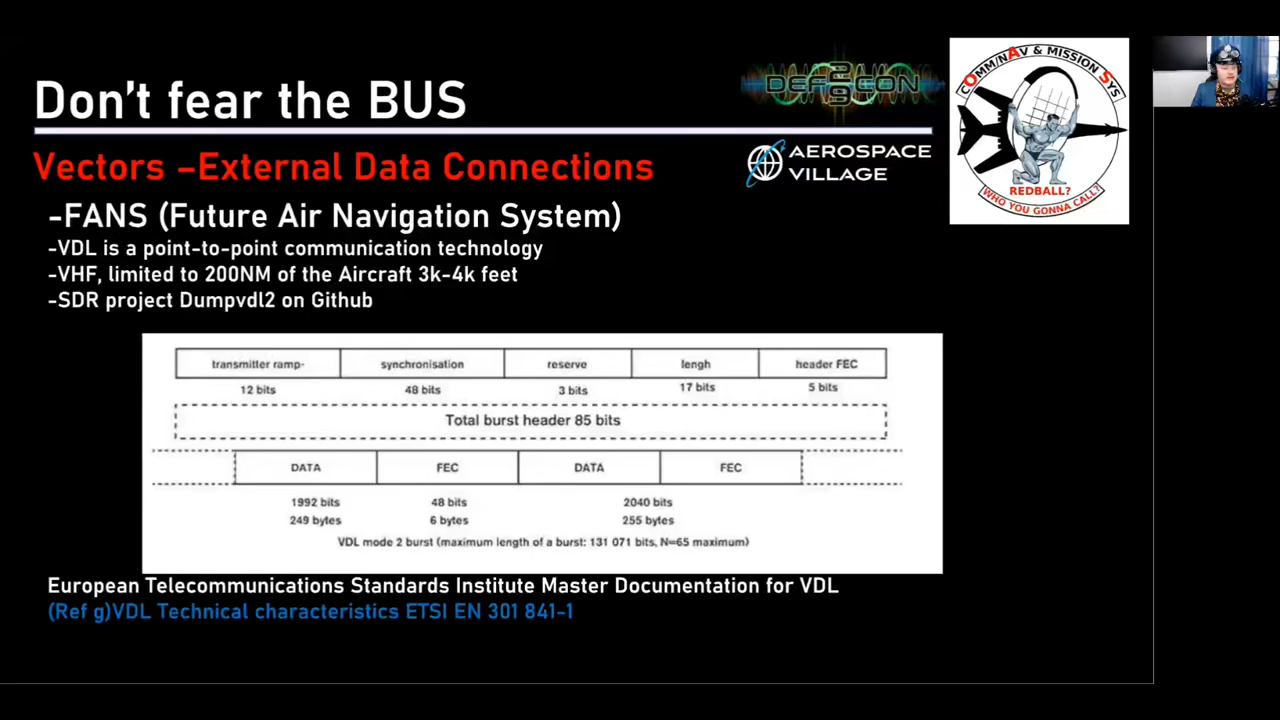 Don't fear the BUS
DEFCON
29
AEROSPACE
VILLAGE
COMM/NAV & MISSION SYS
REDBALL?
WHO YOU GONNA CALL?
Vectors –External Data Connections
-FANS (Future Air Navigation System)
-VDL is a point-to-point communication technology
-VHF, limited to 200NM of the Aircraft 3k-4k feet
-SDR project Dumpvdl2 on Github
transmitter ramp- synchronisation reserve lengh header FEC
12 bits 48 bits 3 bits 17 bits 5 bits
Total burst header 85 bits
DATA FEC DATA FEC
1992 bits 48 bits 2040 bits
249 bytes 6 bytes 255 bytes
VDL mode 2 burst (maximum length of a burst: 131 071 bits, N=65 maximum)
European Telecommunications Standards Institute Master Documentation for VDL
(Ref g)VDL Technical characteristics ETSI EN 301 841-1